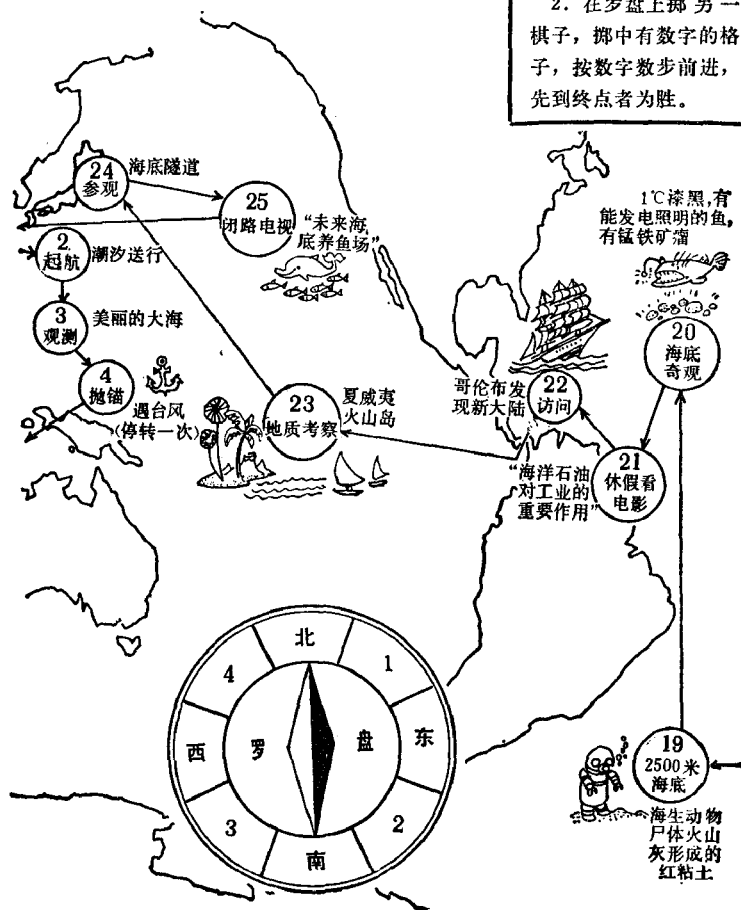 2．在罗盘上掷另一
棋子，掷中有数字的格
子，按数字数步前进，
先到终点者为胜。
24
参观
海底隧道
25
闭路电视
“未来海
底养鱼场”
2
起航
潮汐送行
3
观测
美丽的大海
4
抛锚
遇台风
(停转一次)
23
地质考察
夏威夷
火山岛
哥伦布发
现新大陆
22
访问
1℃漆黑，有
能发电照明的鱼，
有锰铁矿瘤
20
海底
奇观
21
休假看
电影
“海洋石油
对工业的
重要作用”
19
2500米
海底
海生动物
尸体火山
灰形成的
红粘土
北
4
1
西
罗
盘
东
3
2
南